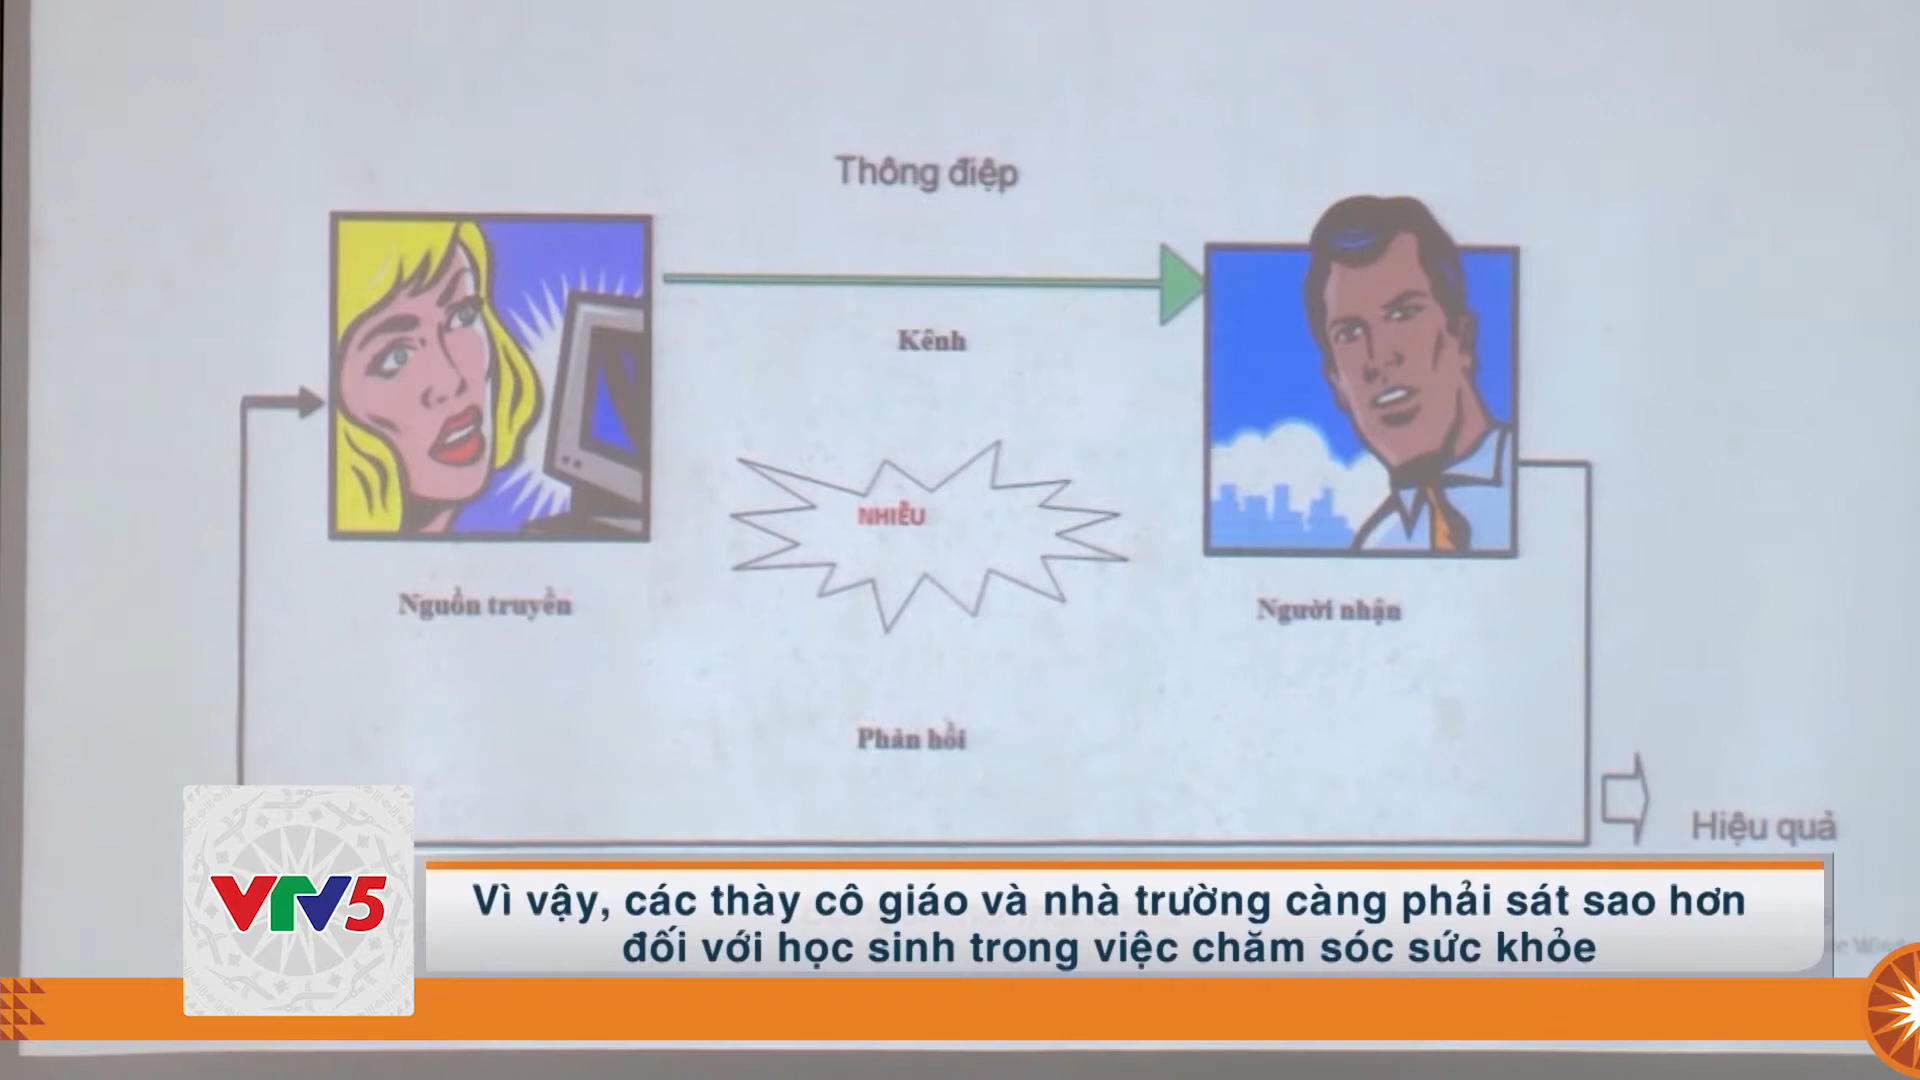 Thông điệp
Kênh
NHIỄU
Nguồn truyền
Người nhận
Phản hồi
Hiệu quả
VTV5
Vì vậy, các thày cô giáo và nhà trường càng phải sát sao hơn
đối với học sinh trong việc chăm sóc sức khỏe